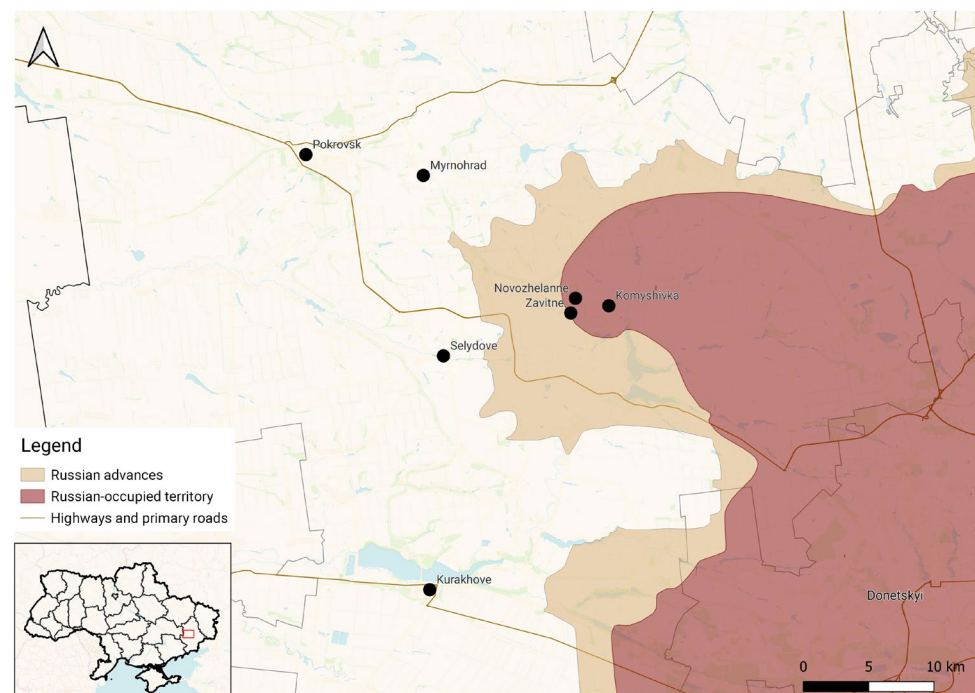 Pokrovsk
Myrnohrad
Novozhelanne
Komyshivka
Zavitne
Selydove
Legend
Russian advances
Russian-occupied territory
Highways and primary roads
Kurakhove
Donetskyi
0 5 10 km